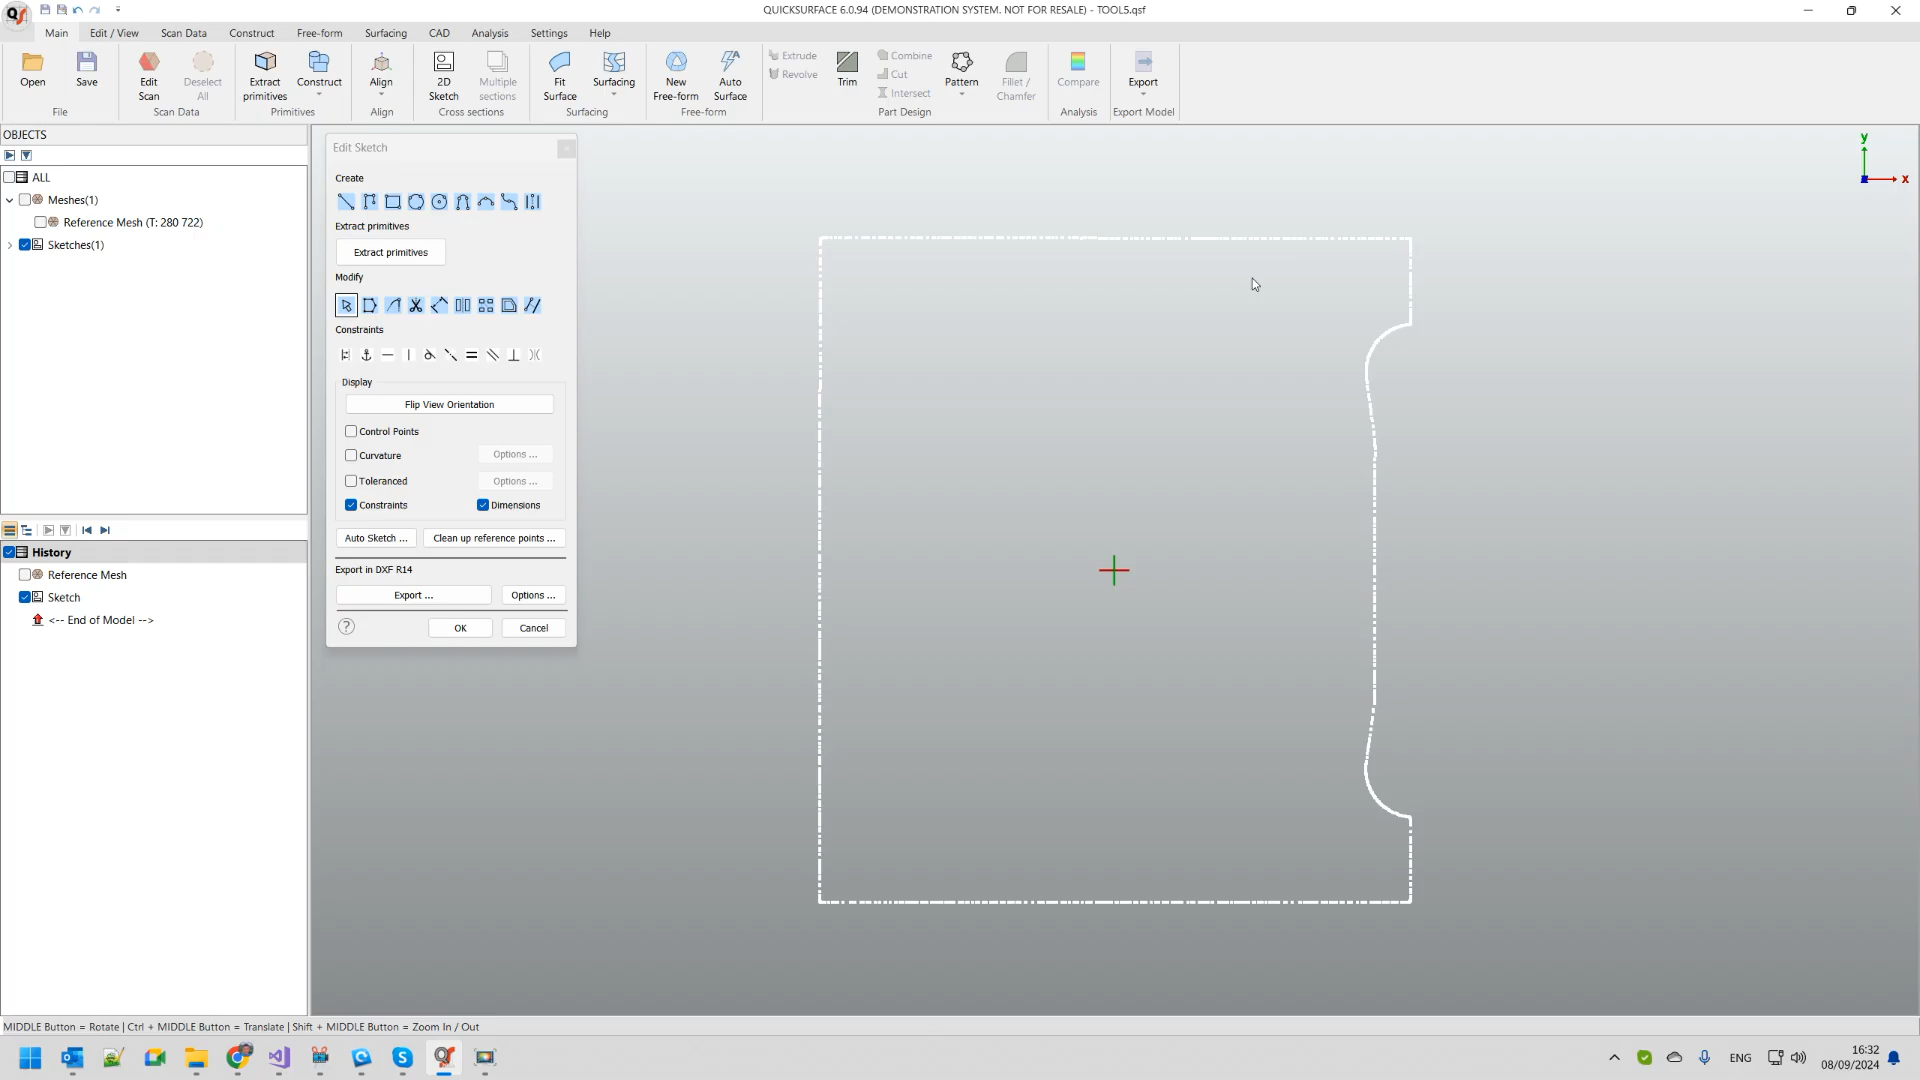 QUICKSURFACE 6.0.94 (DEMONSTRATION SYSTEM. NOT FOR RESALE) - TOOL5.qsf
Main Edit / View Scan Data Construct Free-form Surfacing CAD Analysis Settings Help
Open
Save
File
Edit Scan
Deselect All
Scan Data
Extract primitives
Construct
Primitives
Align
Align
2D Sketch
Multiple sections
Cross sections
Fit Surface
Surfacing
Surfacing
New Free-form
Auto Surface
Free-form
Extrude
Revolve
Trim
Combine
Cut
Intersect
Pattern
Fillet / Chamfer
Part Design
Compare
Analysis
Export
Export Model
OBJECTS
ALL
Meshes(1)
Reference Mesh (T: 280 722)
Sketches(1)
History
Reference Mesh
Sketch
<-- End of Model -->
Edit Sketch
Create
Extract primitives
Extract primitives
Modify
Constraints
Display
Flip View Orientation
Control Points
Curvature Options ...
Toleranced Options ...
Constraints Dimensions
Auto Sketch ... Clean up reference points ...
Export in DXF R14
Export ... Options ...
? OK Cancel
y
x
MIDDLE Button = Rotate | Ctrl + MIDDLE Button = Translate | Shift + MIDDLE Button = Zoom In / Out
ENG
16:32
08/09/2024